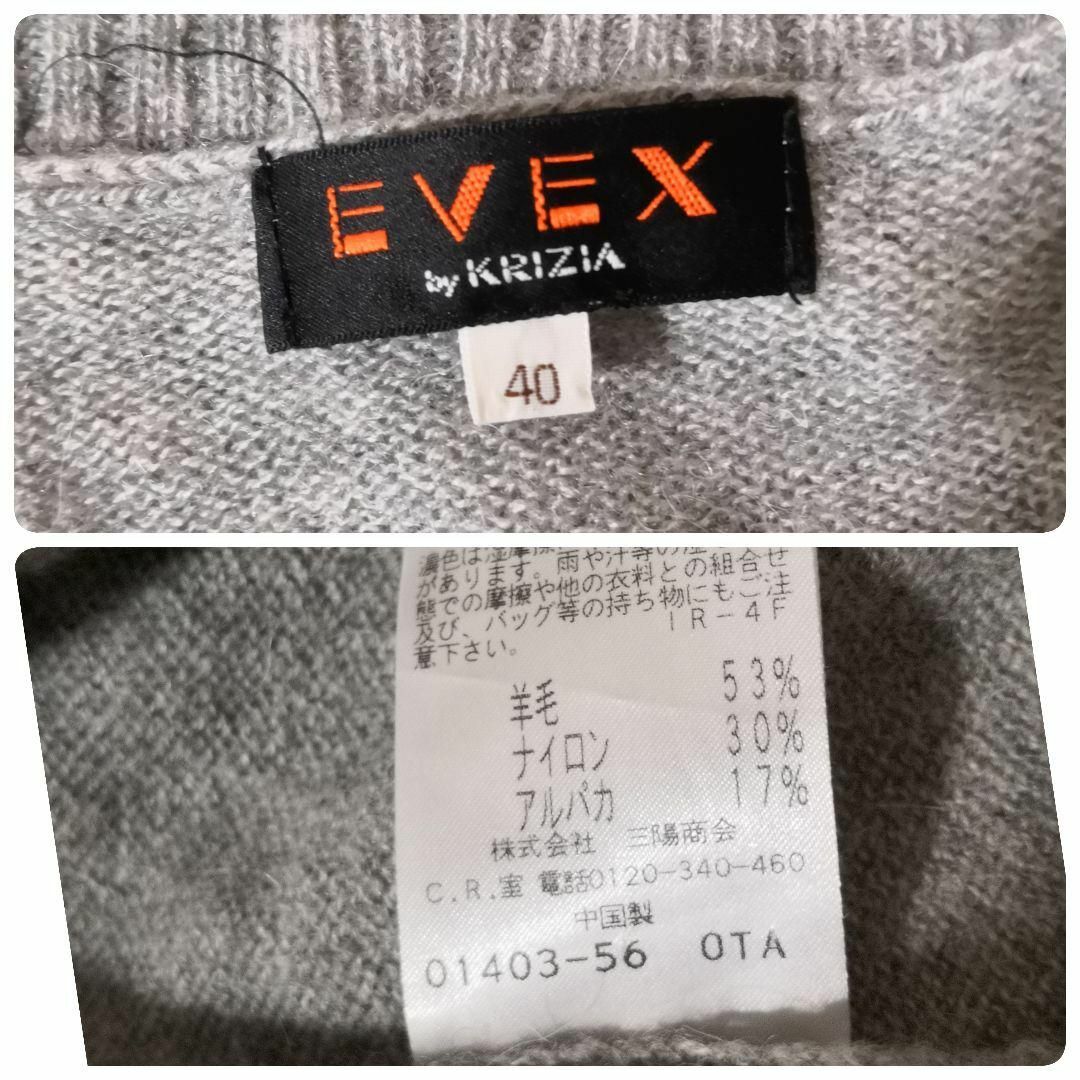 EVEX
by KRIZIA
40
が色あります。雨や汗等の
態での摩擦や他の衣料との組合せ
及び、バッグ等の持ち物にもご注
意下さい。 IR-4F
羊毛 53%
ナイロン 30%
アルパカ 17%
株式会社 三陽商会
C.R.室 電話0120-340-460
中国製
01403-56 OTA